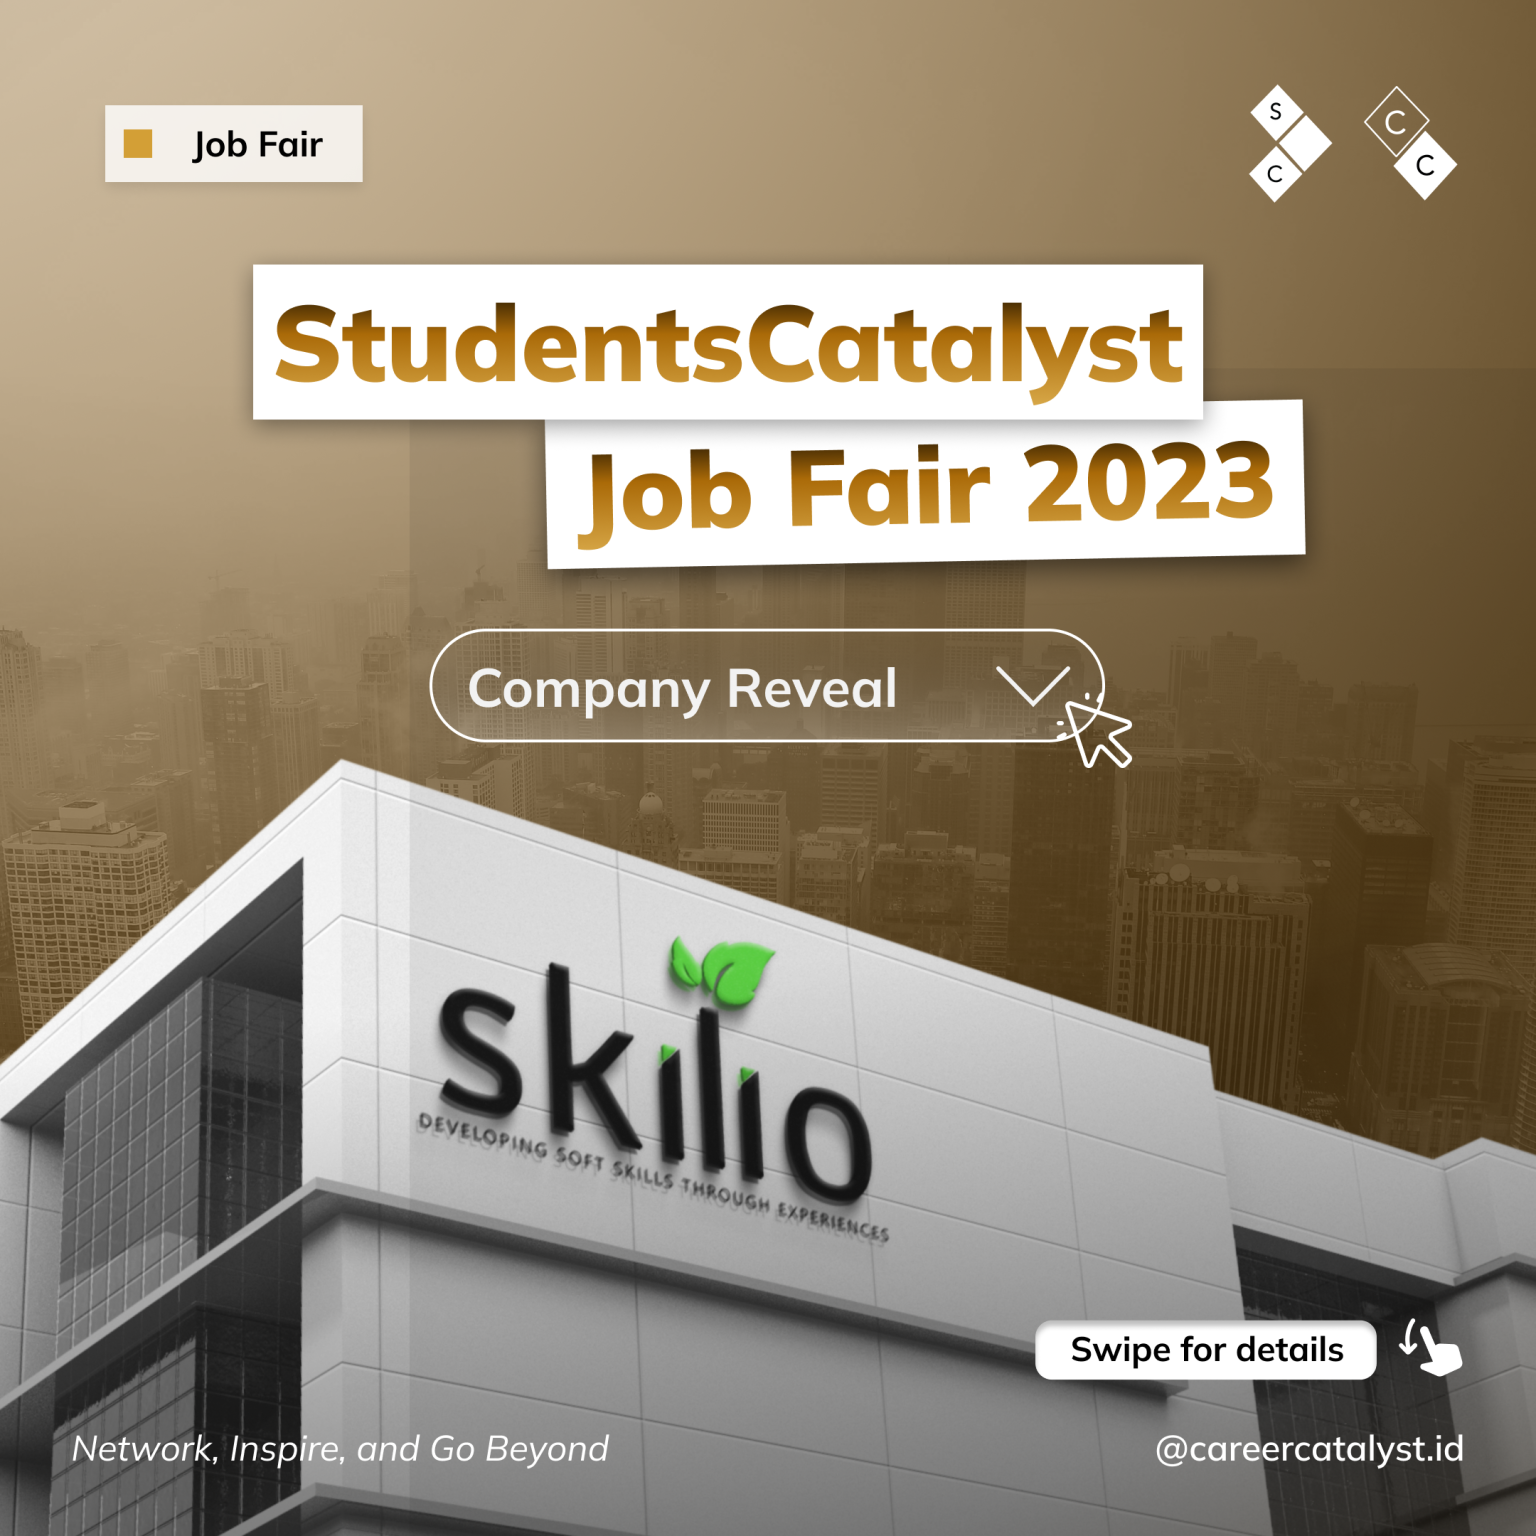 Job Fair
S
C
C
C
StudentsCatalyst
Job Fair 2023
Company Reveal
skilio
DEVELOPING SOFT SKILLS THROUGH EXPERIENCES
Swipe for details
Network, Inspire, and Go Beyond
@careercatalyst.id